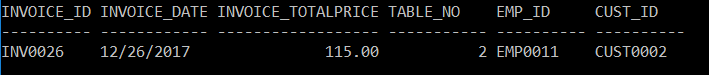 INVOICE_ID INVOICE_DATE INVOICE_TOTALPRICE TABLE_NO EMP_ID CUST_ID
---------- ------------ ------------------ ----------- ---------- ----------
INV0026 12/26/2017 115.00 2 EMP0011 CUST0002